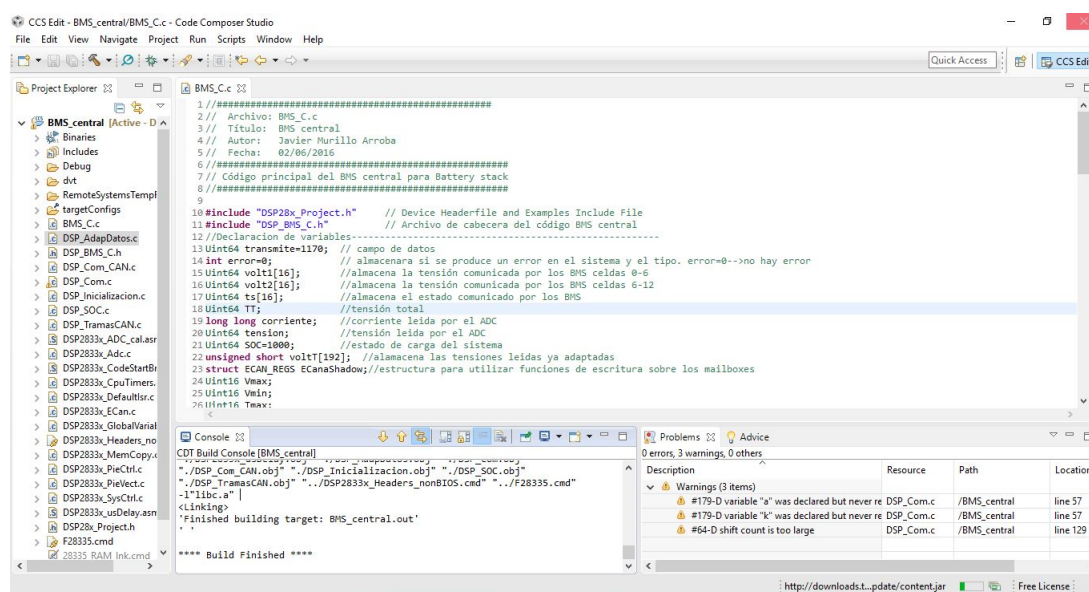 CCS Edit - BMS_central/BMS_C.c - Code Composer Studio
File Edit View Navigate Project Run Scripts Window Help
Quick Access
CCS Edi
Project Explorer
BMS_central [Active - D
Binaries
Includes
Debug
dvt
RemoteSystemsTempF
targetConfigs
BMS_C.c
DSP_AdapDatos.c
DSP_BMS_C.h
DSP_Com_CAN.c
DSP_Com.c
DSP_Inicializacion.c
DSP_SOC.c
DSP_TramasCAN.c
DSP2833x_ADC_cal.asr
DSP2833x_Adc.c
DSP2833x_CodeStartBr
DSP2833x_CpuTimers.
DSP2833x_DefaultIsr.c
DSP2833x_ECan.c
DSP2833x_GlobalVarial
DSP2833x_Headers_no
DSP2833x_MemCopy.c
DSP2833x_PieCtrl.c
DSP2833x_PieVect.c
DSP2833x_SysCtrl.c
DSP2833x_usDelay.asn
DSP28x_Project.h
F28335.cmd
28335_RAM_lnk.cmd
BMS_C.c
1 //##################################################
2 // Archivo: BMS_C.c
3 // Título: BMS central
4 // Autor: Javier Murillo Arroba
5 // Fecha: 02/06/2016
6 //#####################################################
7 // Código principal del BMS central para Battery stack
8 //#####################################################
9
10 #include "DSP28x_Project.h" // Device Headerfile and Examples Include File
11 #include "DSP_BMS_C.h" // Archivo de cabecera del código BMS central
12 //Declaracion de variables--------------------------------------------------------
13 Uint64 transmite=1170; // campo de datos
14 int error=0; // almacenara si se produce un error en el sistema y el tipo. error=0-->no hay error
15 Uint64 volt1[16]; //almacena la tensión comunicada por los BMS celdas 0-6
16 Uint64 volt2[16]; //almacena la tensión comunicada por los BMS celdas 6-12
17 Uint64 ts[16]; //almacena el estado comunicado por los BMS
18 Uint64 TT; //tensión total
19 long long corriente; //corriente leida por el ADC
20 Uint64 tension; //tensión leida por el ADC
21 Uint64 SOC=1000; //estado de carga del sistema
22 unsigned short voltT[192]; //alamacena las tensiones leídas ya adaptadas
23 struct ECAN_REGS ECanaShadow;//estructura para utilizar funciones de escritura sobre los mailboxes
24 Uint16 Vmax;
25 Uint16 Vmin;
26 Uint16 Tmax;
Console
CDT Build Console [BMS_central]
"./DSP_Com_CAN.obj" "./DSP_Inicializacion.obj" "./DSP_SOC.obj"
"./DSP_TramasCAN.obj" "../DSP2833x_Headers_nonBIOS.cmd" "../F28335.cmd"
-l"libc.a"
<Linking>
'Finished building target: BMS_central.out'
' '
**** Build Finished ****
Problems Advice
0 errors, 3 warnings, 0 others
Description Resource Path Location
Warnings (3 items)
#179-D variable "a" was declared but never re DSP_Com.c /BMS_central line 57
#179-D variable "k" was declared but never re DSP_Com.c /BMS_central line 57
#64-D shift count is too large DSP_Com.c /BMS_central line 129
http://downloads.t...pdate/content.jar
Free License